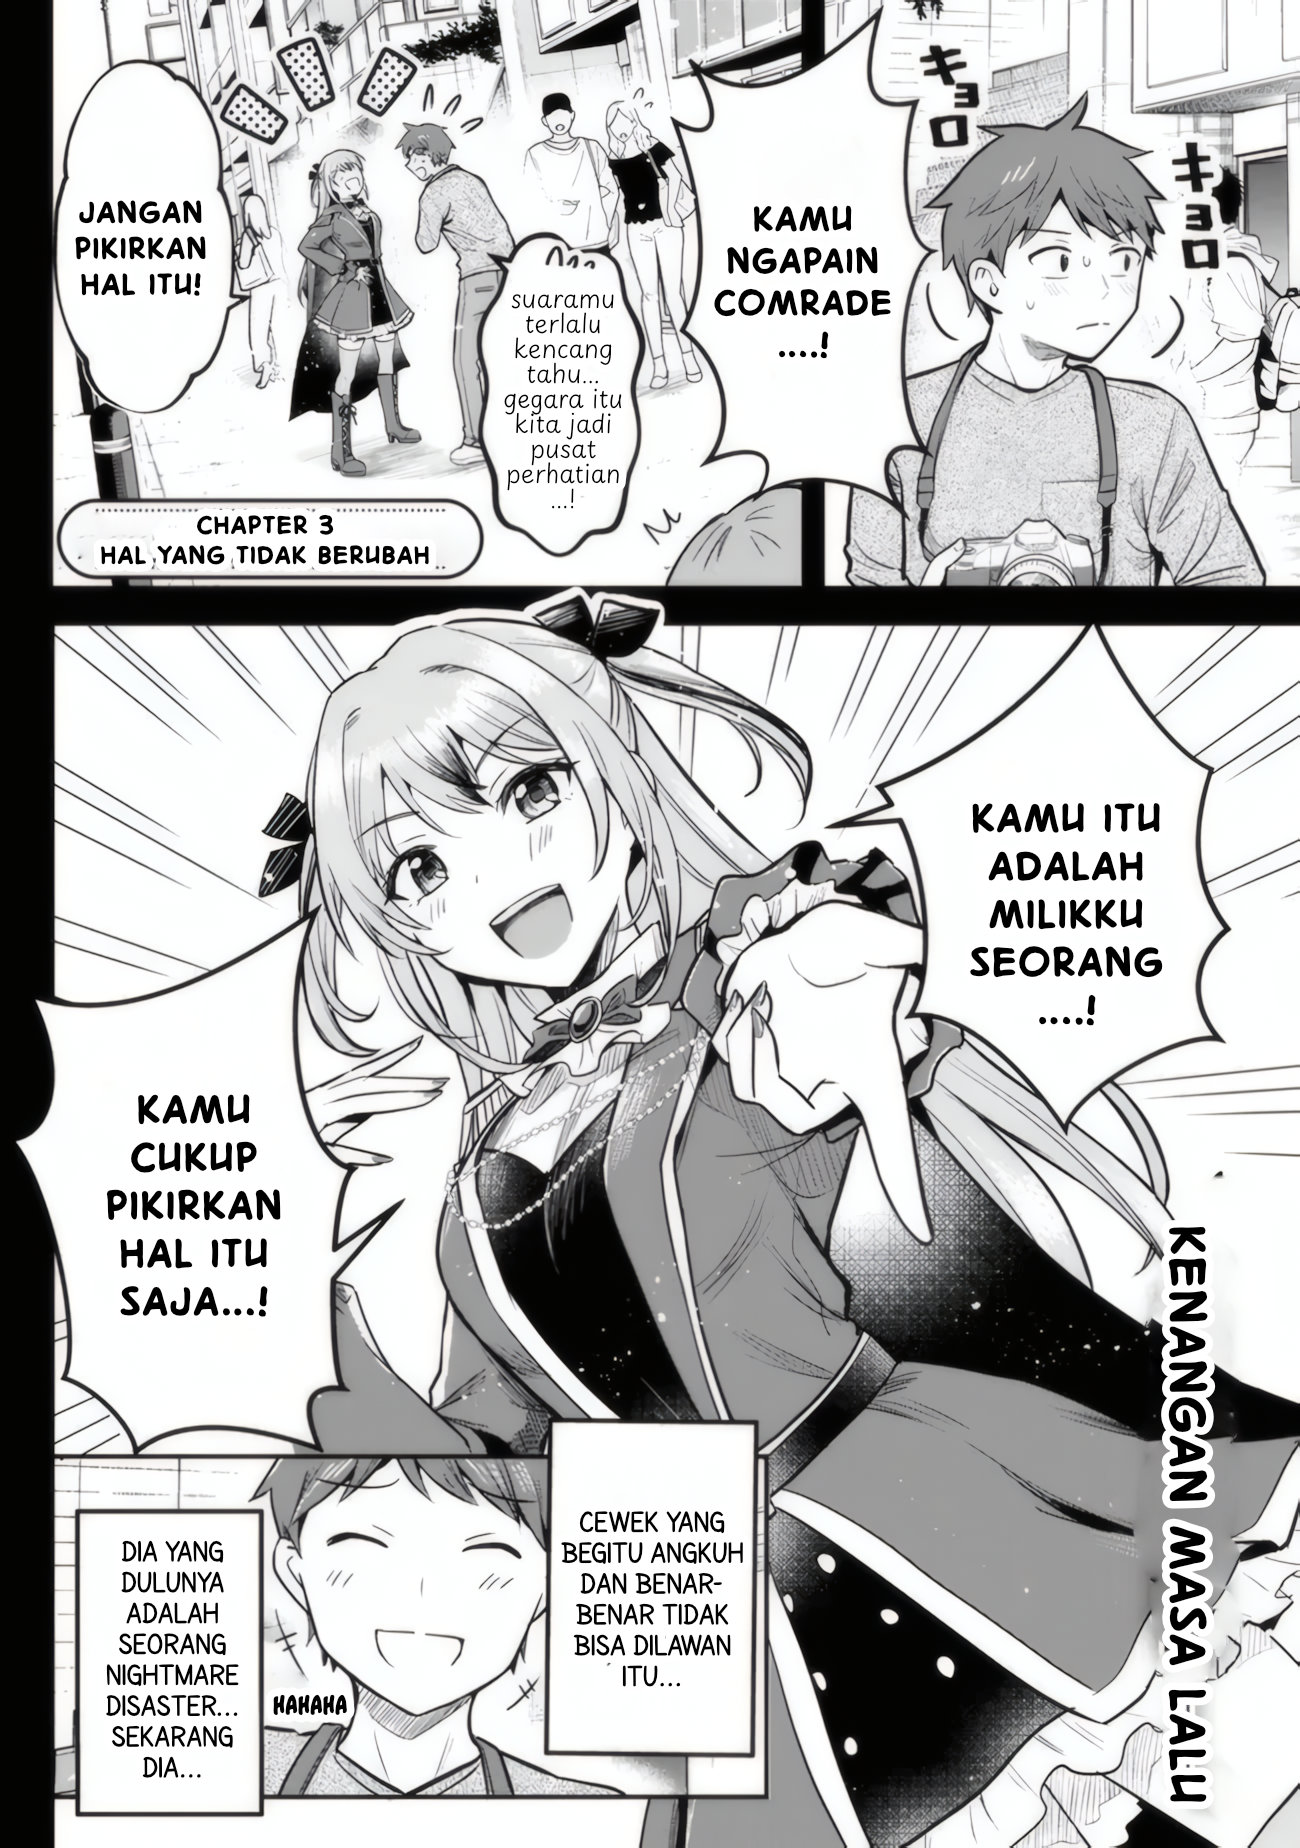 キョロ
キョロ
KAMU
NGAPAIN
COMRADE
....!
suaramu
terlalu
kencang
tahu...
gegara itu
kita jadi
pusat
perhatian
...!
JANGAN
PIKIRKAN
HAL ITU!
CHAPTER 3
HAL YANG TIDAK BERUBAH
KAMU ITU
ADALAH
MILIKKU
SEORANG
....!
KAMU
CUKUP
PIKIRKAN
HAL ITU
SAJA...!
KENANGAN MASA LALU
CEWEK YANG
BEGITU ANGKUH
DAN BENAR-
BENAR TIDAK
BISA DILAWAN
ITU...
HAHAHA
DIA YANG
DULUNYA
ADALAH
SEORANG
NIGHTMARE
DISASTER...
SEKARANG
DIA...